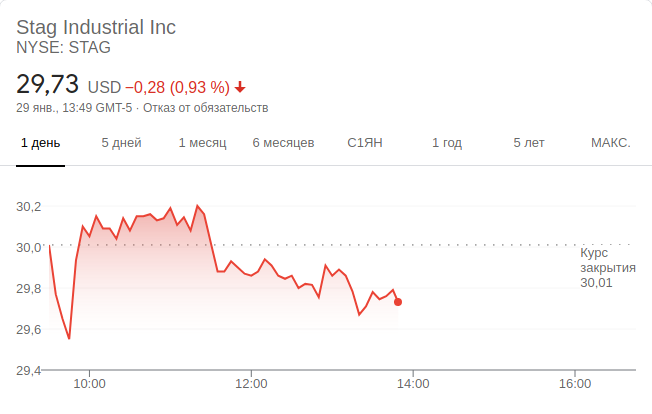 Stag Industrial Inc
NYSE: STAG
29,73 USD −0,28 (0,93 %)
29 янв., 13:49 GMT-5 · Отказ от обязательств
1 день 5 дней 1 месяц 6 месяцев С1ЯН 1 год 5 лет МАКС.
30,2
30,0
Курс
закрытия
30,01
29,8
29,6
29,4
10:00 12:00 14:00 16:00